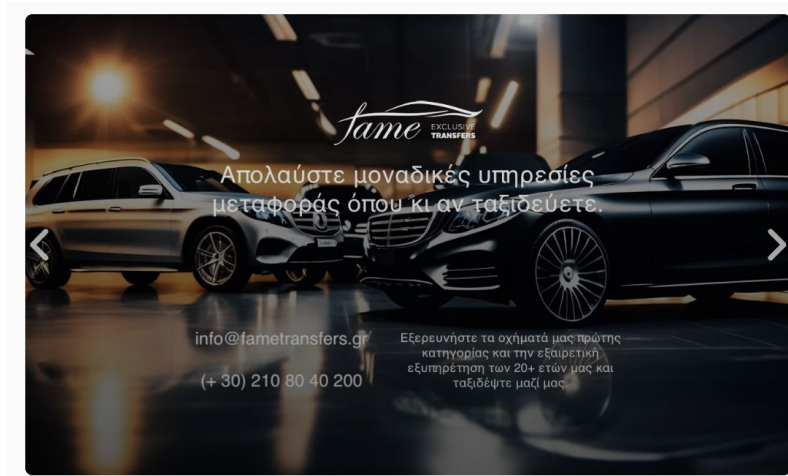 fame EXCLUSIVE
TRANSFERS
Απολαύστε μοναδικές υπηρεσίες
μεταφοράς όπου κι αν ταξιδεύετε.
info@fametransfers.gr
(+ 30) 210 80 40 200
Εξερευνήστε τα οχήματά μας πρώτης
κατηγορίας και την εξαιρετική
εξυπηρέτηση των 20+ ετών μας και
ταξιδέψτε μαζί μας.